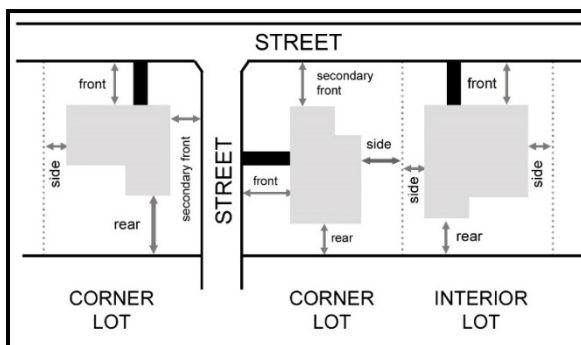 STREET
front
side
rear
secondary front
STREET
secondary
front
front
side
rear
front
side
side
rear
CORNER
LOT
CORNER
LOT
INTERIOR
LOT